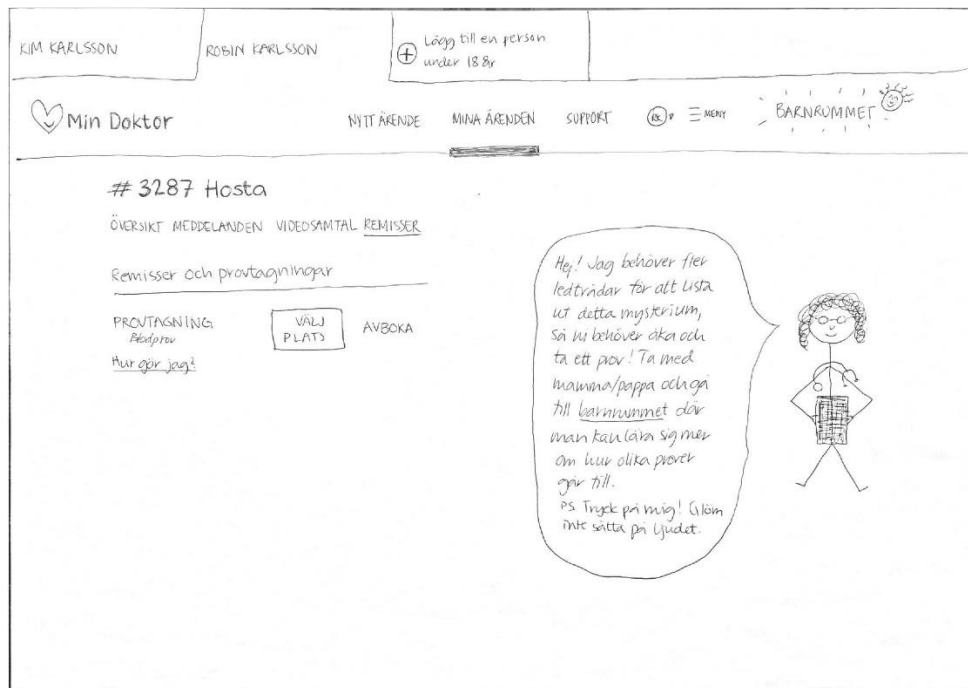 KIM KARLSSON
ROBIN KARLSSON
Lägg till en person
under 18 år
Min Doktor
NYTT ÄRENDE
MINA ÄRENDEN
SUPPORT
RK
MENY
BARNRUMMET
# 3287 Hosta
ÖVERSIKT MEDDELANDEN VIDEOSAMTAL REMISSER
Remisser och provtagningar
PROVTAGNING
Blodprov
Hur gör jag?
VÄLJ
PLATS
AVBOKA
Hej! Jag behöver fler
ledtrådar för att lista
ut detta mysterium,
så ni behöver åka och
ta ett prov! Ta med
mamma/pappa och gå
till barnrummet där
man kan lära sig mer
om hur olika prover
går till.
PS. Tryck på mig! Glöm
inte sätta på ljudet.